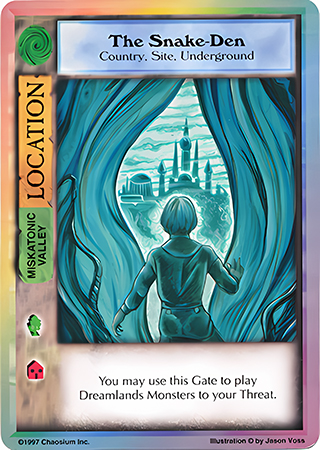 The Snake-Den
Country, Site, Underground
LOCATION
MISKATONIC
VALLEY
You may use this Gate to play
Dreamlands Monsters to your Threat.
©1997 Chaosium Inc.
Illustration © by Jason Voss